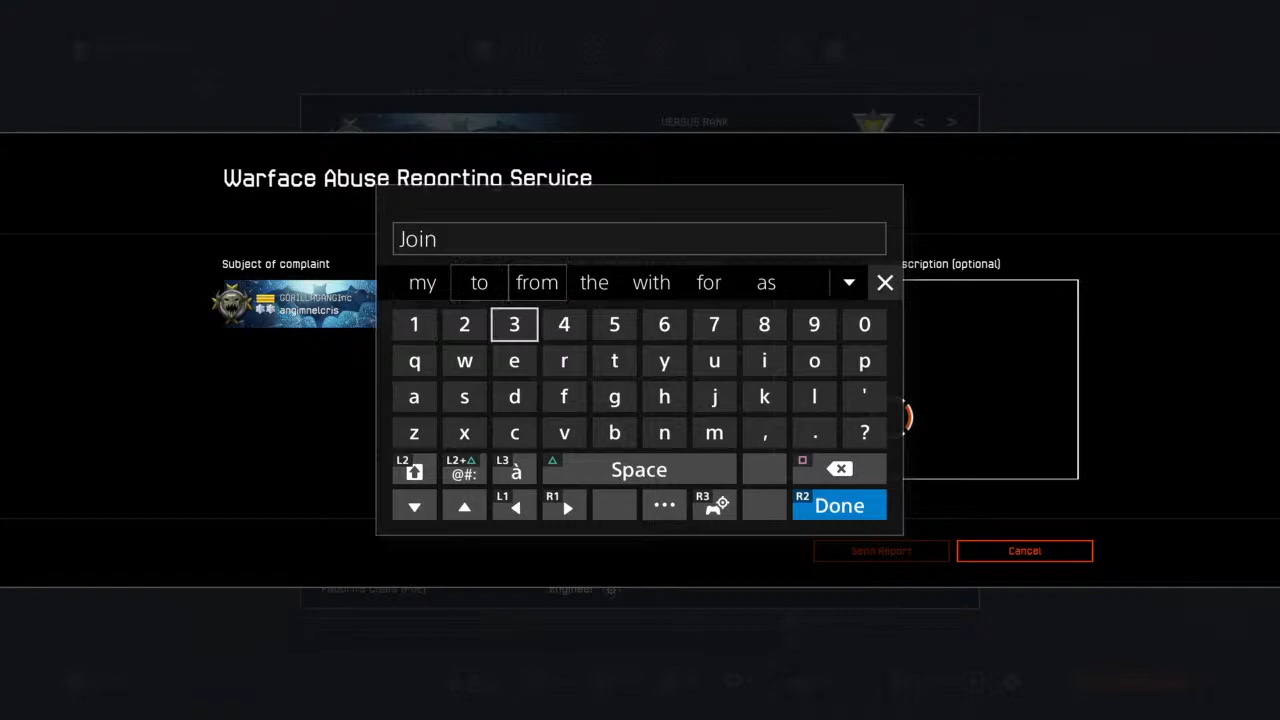 VERSUS RANK
< >
Warface Abuse Reporting Service
Join
Subject of complaint
scription (optional)
my to from the with for as
GORILLAGANGInc
angimnelcris
1 2 3 4 5 6 7 8 9 0
q w e r t y u i o p
a s d f g h j k l '
z x c v b n m , . ?
L2 L2+△ @#: L3 à △ Space
L1 R1 ... R3 R2 Done
Send Report Cancel
Engineer